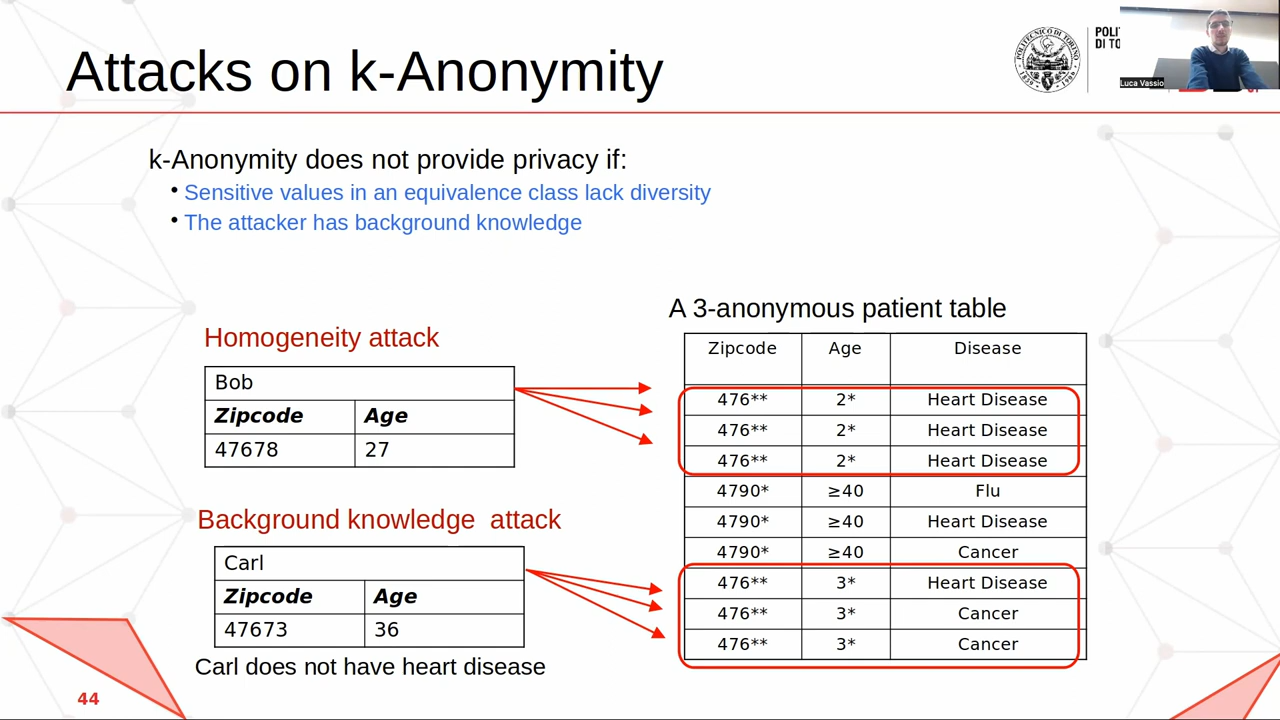 Attacks on k-Anonymity
POLI
DI TO
Luca Vassio
k-Anonymity does not provide privacy if:
• Sensitive values in an equivalence class lack diversity
• The attacker has background knowledge
Homogeneity attack
Bob
Zipcode Age
47678 27
Background knowledge attack
Carl
Zipcode Age
47673 36
Carl does not have heart disease
A 3-anonymous patient table
Zipcode Age Disease
476** 2* Heart Disease
476** 2* Heart Disease
476** 2* Heart Disease
4790* ≥40 Flu
4790* ≥40 Heart Disease
4790* ≥40 Cancer
476** 3* Heart Disease
476** 3* Cancer
476** 3* Cancer
44